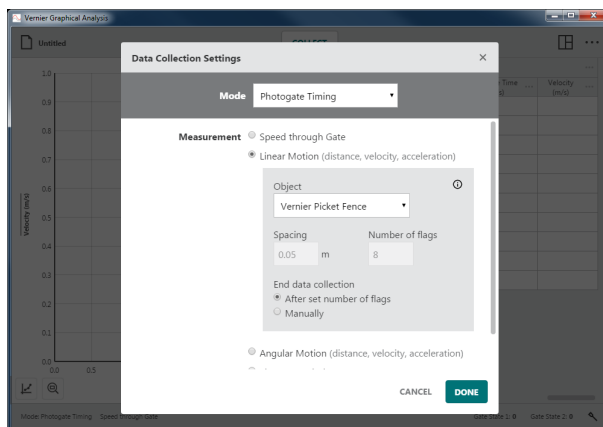 Vernier Graphical Analysis
Untitled
Data Collection Settings
Mode Photogate Timing
Measurement Speed through Gate
Linear Motion (distance, velocity, acceleration)
Object
Vernier Picket Fence
Spacing Number of flags
0.05 m 8
End data collection
After set number of flags
Manually
Angular Motion (distance, velocity, acceleration)
CANCEL DONE
Time Velocity
(m/s)
Velocity (m/s)
1.0
0.9
0.8
0.7
0.6
0.5
0.4
0.3
0.2
0.1
0.0
0.0 0.5
Mode: Photogate Timing Speed through Gate Gate State 1: 0 Gate State 2: 0